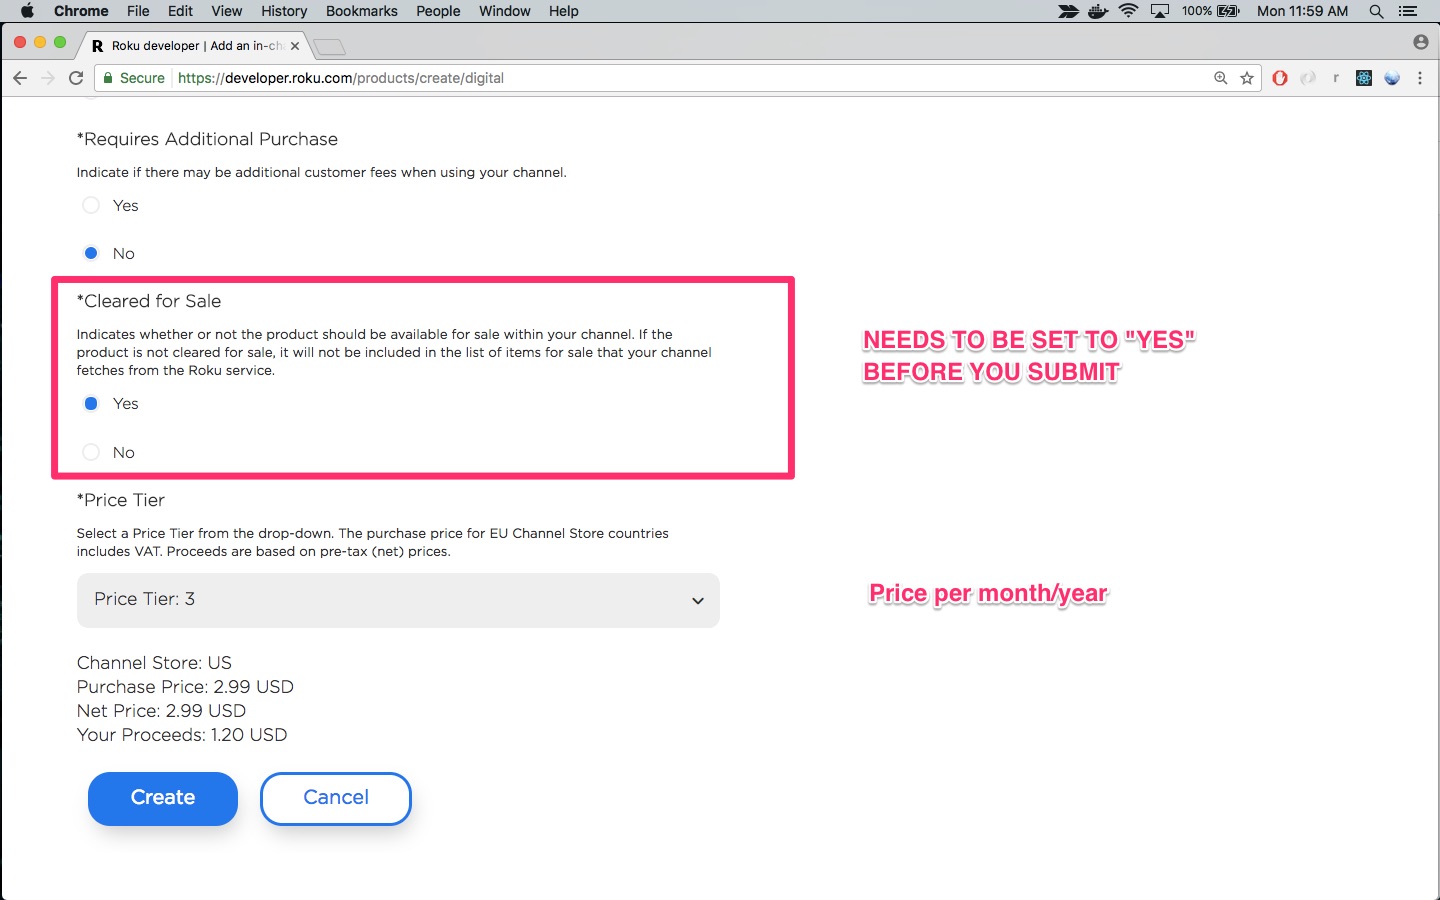 Chrome File Edit View History Bookmarks People Window Help 100% Mon 11:59 AM
Roku developer | Add an in-ch
Secure https://developer.roku.com/products/create/digital
r
*Requires Additional Purchase
Indicate if there may be additional customer fees when using your channel.
Yes
No
*Cleared for Sale
Indicates whether or not the product should be available for sale within your channel. If the
product is not cleared for sale, it will not be included in the list of items for sale that your channel
fetches from the Roku service.
Yes
No
NEEDS TO BE SET TO "YES"
BEFORE YOU SUBMIT
*Price Tier
Select a Price Tier from the drop-down. The purchase price for EU Channel Store countries
includes VAT. Proceeds are based on pre-tax (net) prices.
Price Tier: 3
Price per month/year
Channel Store: US
Purchase Price: 2.99 USD
Net Price: 2.99 USD
Your Proceeds: 1.20 USD
Create Cancel